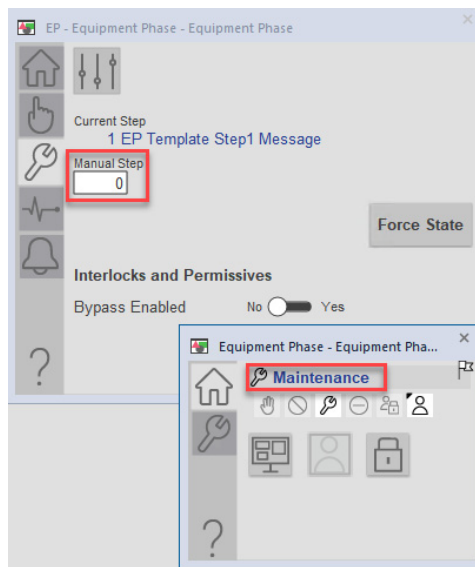 EP - Equipment Phase - Equipment Phase
Current Step
1 EP Template Step1 Message
Manual Step
0
Force State
Interlocks and Permissives
Bypass Enabled No Yes
?
Equipment Phase - Equipment Pha...
Maintenance
?